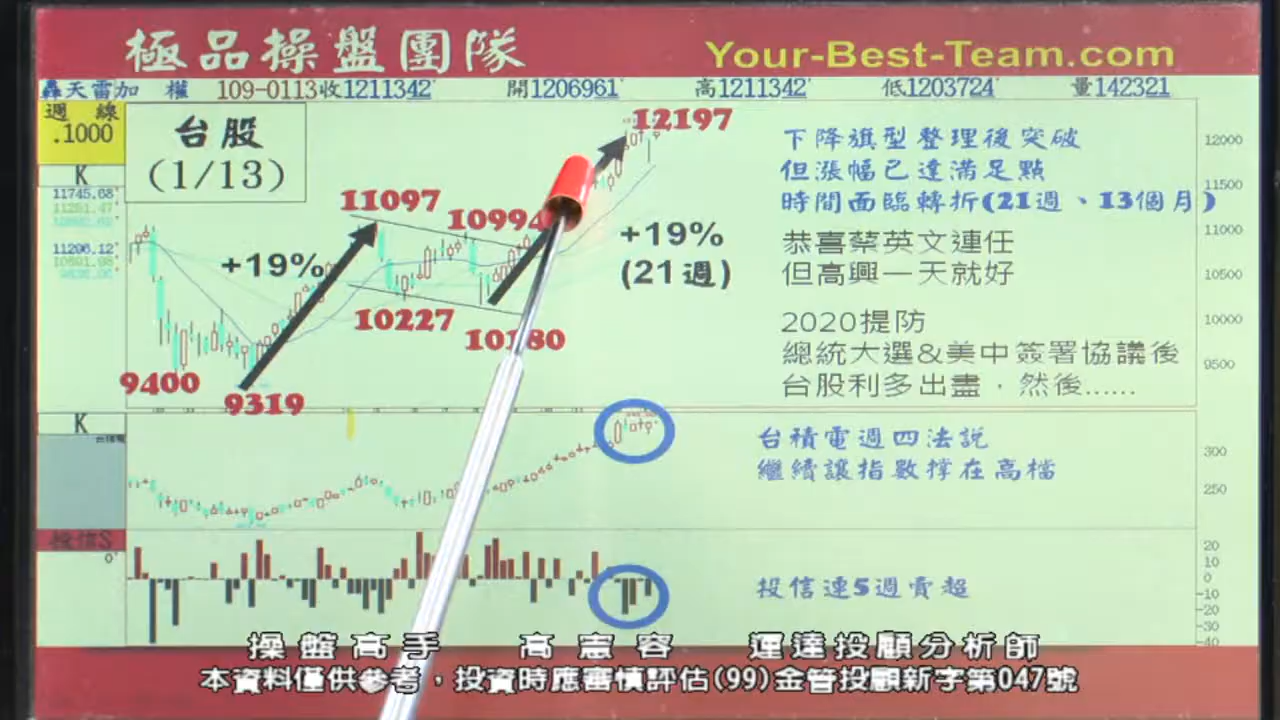 極品操盤團隊
Your-Best-Team.com
轟天雷加 權 109-0113收1211342 開1206961 高1211342 低1203724 量142321
週 線
.1000
K
台股
(1/13)
11745.68
11206.12
12197
11097
10994
+19%
+19%
(21週)
10227
10180
9400
9319
12000
11500
11000
10500
10000
9500
下降旗型整理後突破
但漲幅已達滿足點
時間面臨轉折(21週、13個月)
恭喜蔡英文連任
但高興一天就好
2020提防
總統大選&美中簽署協議後
台股利多出盡，然後......
K
300
250
台積電週四法說
繼續讓指數撐在高檔
0
20
10
0
-10
-20
-30
-40
投信連5週賣超
操盤高手 高憲容 運達投顧分析師
本資料僅供參考，投資時應審慎評估(99)金管投顧新字第047號